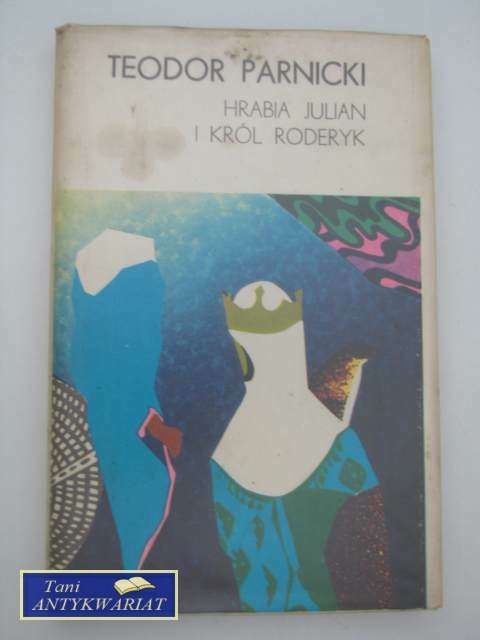 TEODOR PARNICKI
HRABIA JULIAN
I KRÓL RODERYK
Tani
ANTYKWARIAT